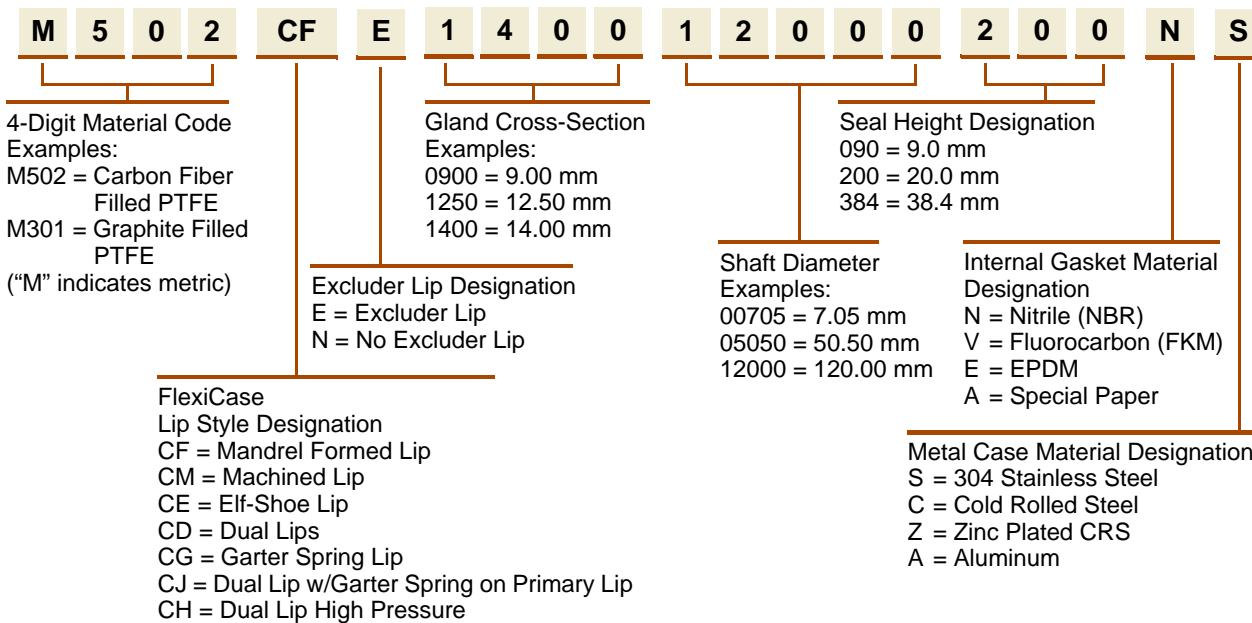 M 5 0 2 CF E 1 4 0 0 1 2 0 0 0 2 0 0 N S
4-Digit Material Code
Examples:
M502 = Carbon Fiber
Filled PTFE
M301 = Graphite Filled
PTFE
(“M” indicates metric)
Gland Cross-Section
Examples:
0900 = 9.00 mm
1250 = 12.50 mm
1400 = 14.00 mm
Seal Height Designation
090 = 9.0 mm
200 = 20.0 mm
384 = 38.4 mm
Excluder Lip Designation
E = Excluder Lip
N = No Excluder Lip
Shaft Diameter
Examples:
00705 = 7.05 mm
05050 = 50.50 mm
12000 = 120.00 mm
Internal Gasket Material
Designation
N = Nitrile (NBR)
V = Fluorocarbon (FKM)
E = EPDM
A = Special Paper
FlexiCase
Lip Style Designation
CF = Mandrel Formed Lip
CM = Machined Lip
CE = Elf-Shoe Lip
CD = Dual Lips
CG = Garter Spring Lip
CJ = Dual Lip w/Garter Spring on Primary Lip
CH = Dual Lip High Pressure
Metal Case Material Designation
S = 304 Stainless Steel
C = Cold Rolled Steel
Z = Zinc Plated CRS
A = Aluminum